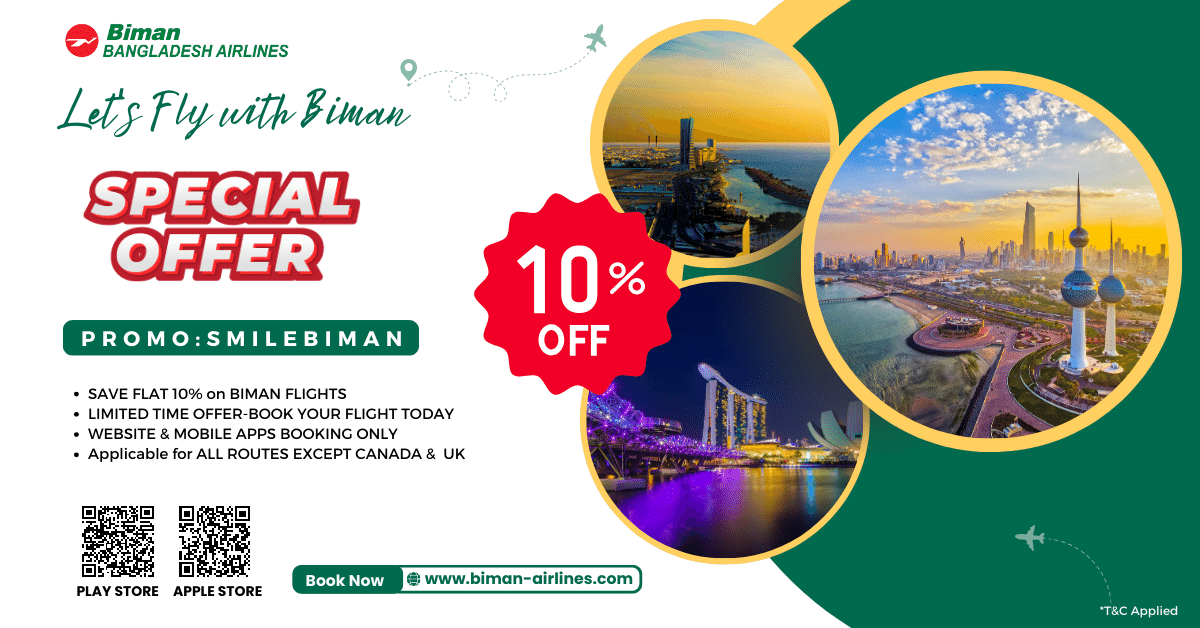 Biman
BANGLADESH AIRLINES
Let's Fly with Biman
SPECIAL
OFFER
PROMO:SMILEBIMAN
10%
OFF
• SAVE FLAT 10% on BIMAN FLIGHTS
• LIMITED TIME OFFER-BOOK YOUR FLIGHT TODAY
• WEBSITE & MOBILE APPS BOOKING ONLY
• Applicable for ALL ROUTES EXCEPT CANADA & UK
PLAY STORE APPLE STORE
Book Now www.biman-airlines.com
*T&C Applied